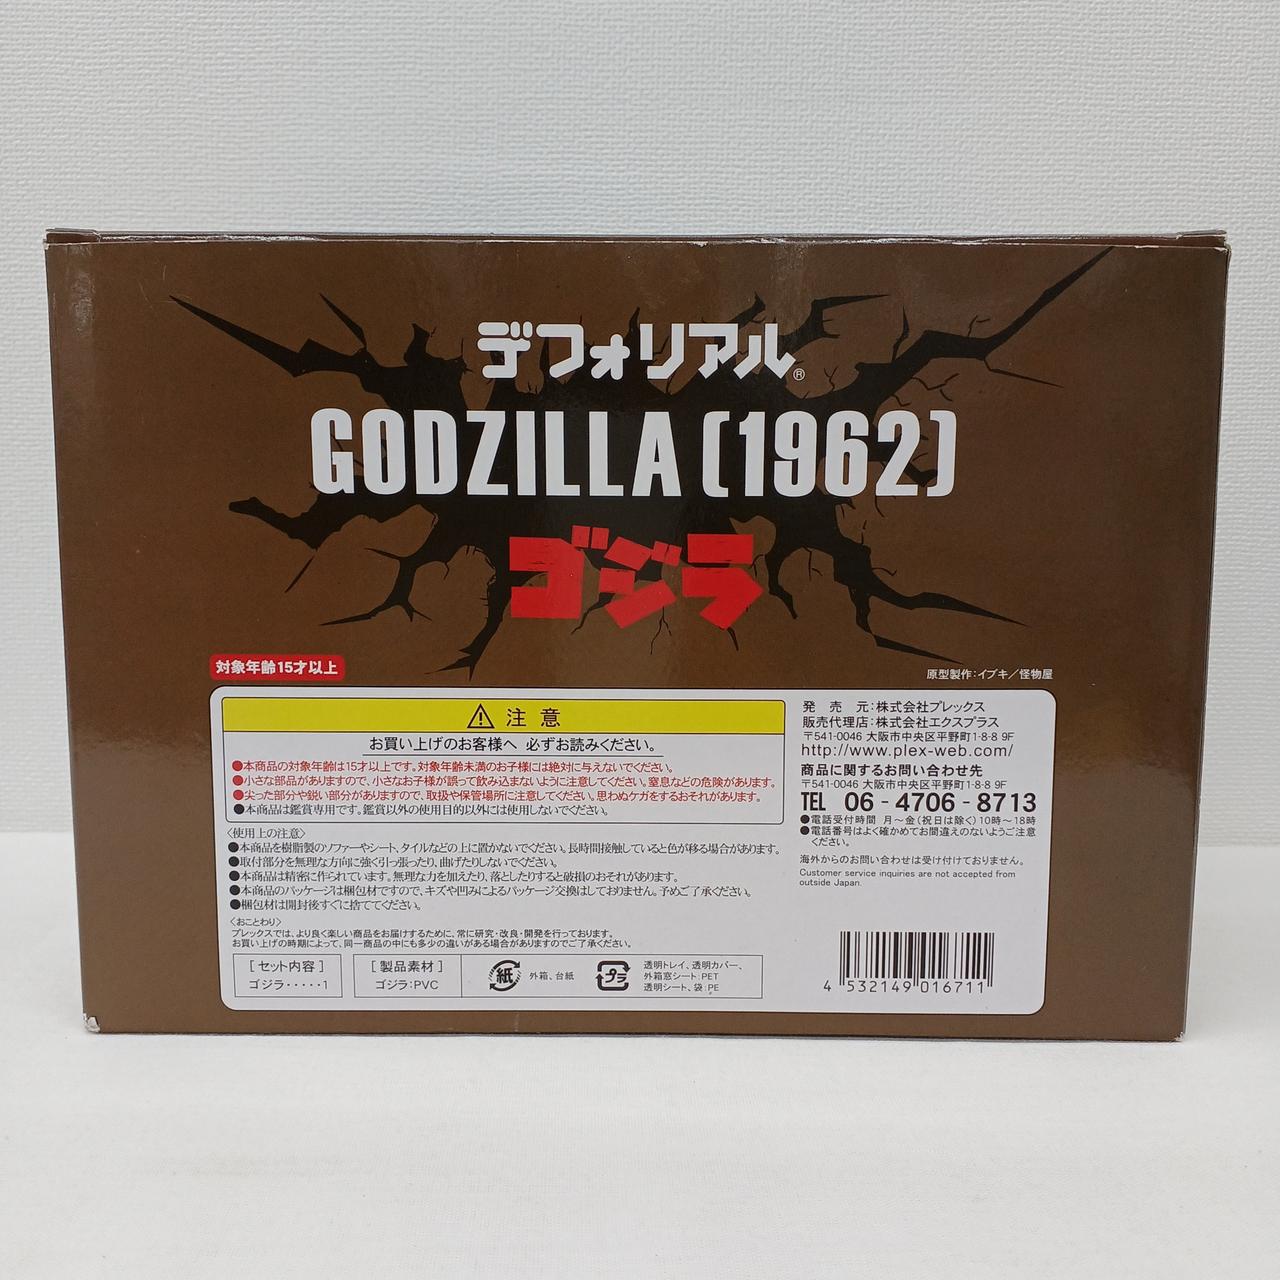 デフォリアル®
GODZILLA(1962)
ゴジラ
対象年齢15才以上
原型製作:イブキ／怪物屋
⚠注意
お買い上げのお客様へ 必ずお読みください。
●本商品の対象年齢は15才以上です。対象年齢未満のお子様には絶対に与えないでください。
●小さな部品がありますので、小さなお子様が誤って飲み込まないように注意してください。窒息などの危険があります。
●尖った部分や鋭い部分がありますので、取扱や保管場所に注意してください。思わぬケガをするおそれがあります。
●本商品は鑑賞専用です。鑑賞以外の使用目的以外には使用しないでください。
〈使用上の注意〉
●本商品を樹脂製のソファーやシート、タイルなどの上に置かないでください。長時間接触していると色が移る場合があります。
●取付部分を無理な方向に強く引っ張ったり、曲げたりしないでください。
●本商品は精密に作られています。無理な力を加えたり、落としたりすると破損のおそれがあります。
●本商品のパッケージは梱包材ですので、キズや凹みによるパッケージ交換はしておりません。予めご了承ください。
●梱包材は開封後すぐに捨ててください。
〈おことわり〉
プレックスでは、より良く楽しい商品をお届けするために、常に研究・改良・開発を行っております。
お買い上げの時期によって、同一商品の中にも多少の違いがある場合がありますのでご了承ください。
[セット内容]
ゴジラ・・・・・1
[製品素材]
ゴジラ:PVC
紙
外箱、台紙
プラ
透明トレイ、透明カバー、
外箱窓シート:PET
透明シート、袋:PE
発売元:株式会社プレックス
販売代理店:株式会社エクスプラス
〒541-0046 大阪市中央区平野町1-8-8 9F
http://www.plex-web.com/
商品に関するお問い合わせ先
〒541-0046 大阪市中央区平野町1-8-8 9F
TEL 06-4706-8713
●電話受付時間 月～金(祝日は除く)10時～18時
●電話番号はよく確かめてお間違えのないようご注意
ください。
海外からのお問い合わせは受け付けておりません。
Customer service inquiries are not accepted from
outside Japan.
4 532149 016711